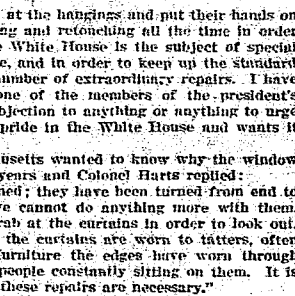 at the hangings and put their hands on
ing and retouching all the time in order
White House is the subject of special
e, and in order to keep up the standard
number of extraordinary repairs. I have
one of the members of the president's
bjection to anything or anything to urge
pride in the White House and wants it
usetts wanted to know why the window
years and Colonel Harts replied:
ned; they have been turned from end to
e cannot do anything more with them.
rab at the curtains in order to look out.
the curtains are worn to tatters, often
urniture the edges have worn through
people constantly sitting on them. It is
these repairs are necessary."